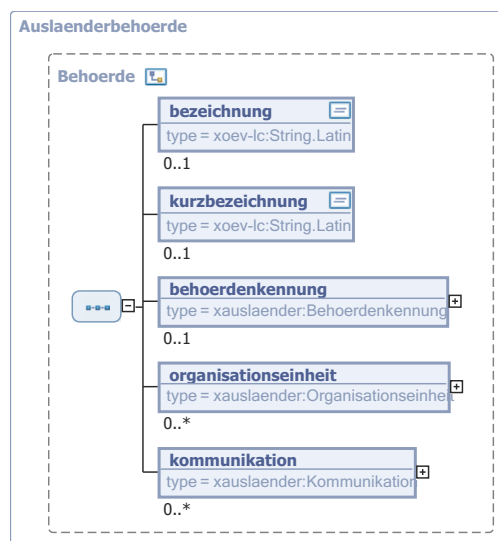 Auslaenderbehoerde
Behoerde
bezeichnung
type = xoev-lc:String.Latin
0..1
kurzbezeichnung
type = xoev-lc:String.Latin
0..1
behoerdenkennung
type = xauslaender:Behoerdenkennung
0..1
organisationseinheit
type = xauslaender:Organisationseinheit
0..*
kommunikation
type = xauslaender:Kommunikation
0..*